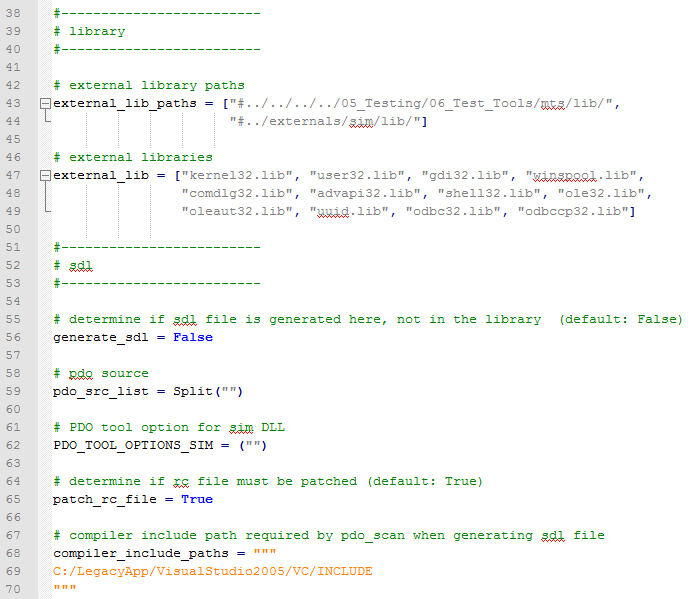 38 #-------------------------
39 # library
40 #-------------------------
41
42 # external library paths
43 external_lib_paths = ["#../../../../05_Testing/06_Test_Tools/mts/lib/",
44 "#../externals/sim/lib/"]
45
46 # external libraries
47 external_lib = ["kernel32.lib", "user32.lib", "gdi32.lib", "winspool.lib",
48 "comdlg32.lib", "advapi32.lib", "shell32.lib", "ole32.lib",
49 "oleaut32.lib", "uuid.lib", "odbc32.lib", "odbccp32.lib"]
50
51 #-------------------------
52 # sdl
53 #-------------------------
54
55 # determine if sdl file is generated here, not in the library  (default: False)
56 generate_sdl = False
57
58 # pdo source
59 pdo_src_list = Split("")
60
61 # PDO tool option for sim DLL
62 PDO_TOOL_OPTIONS_SIM = ("")
63
64 # determine if rc file must be patched (default: True)
65 patch_rc_file = True
66
67 # compiler include path required by pdo_scan when generating sdl file
68 compiler_include_paths = """
69 C:/LegacyApp/VisualStudio2005/VC/INCLUDE
70 """